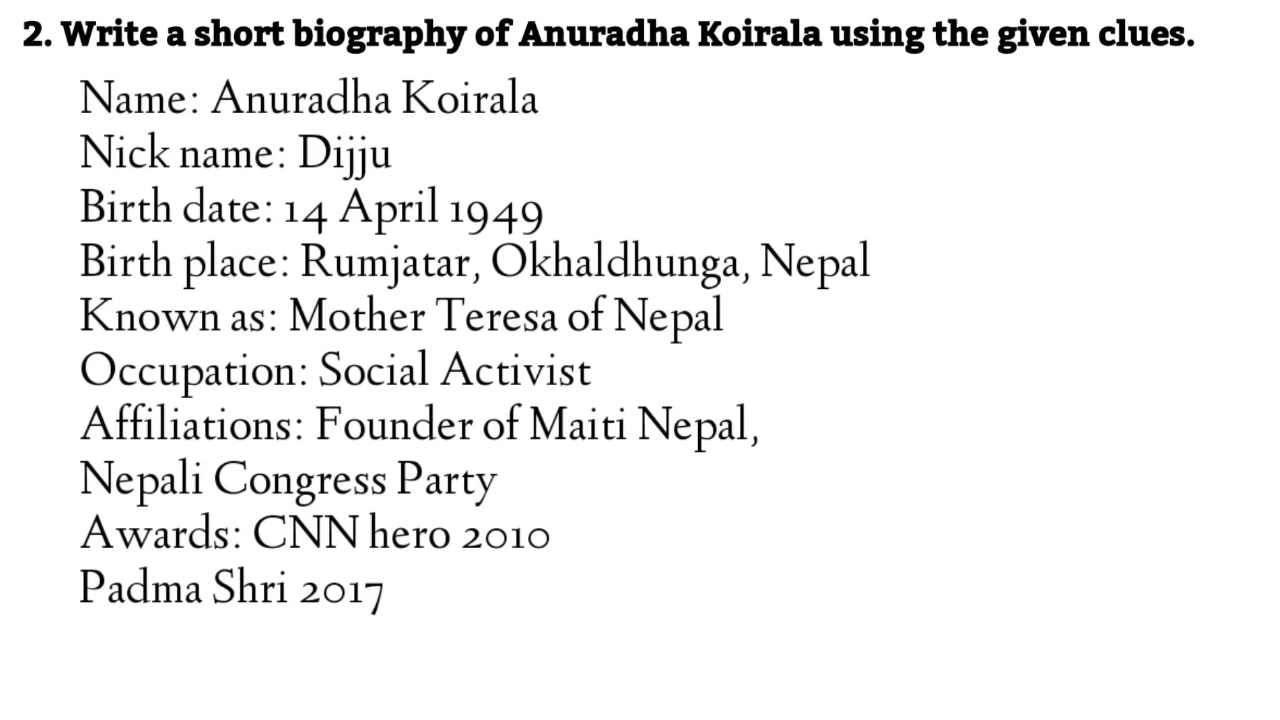 2. Write a short biography of Anuradha Koirala using the given clues.
Name: Anuradha Koirala
Nick name: Dijju
Birth date: 14 April 1949
Birth place: Rumjatar, Okhaldhunga, Nepal
Known as: Mother Teresa of Nepal
Occupation: Social Activist
Affiliations: Founder of Maiti Nepal,
Nepali Congress Party
Awards: CNN hero 2010
Padma Shri 2017